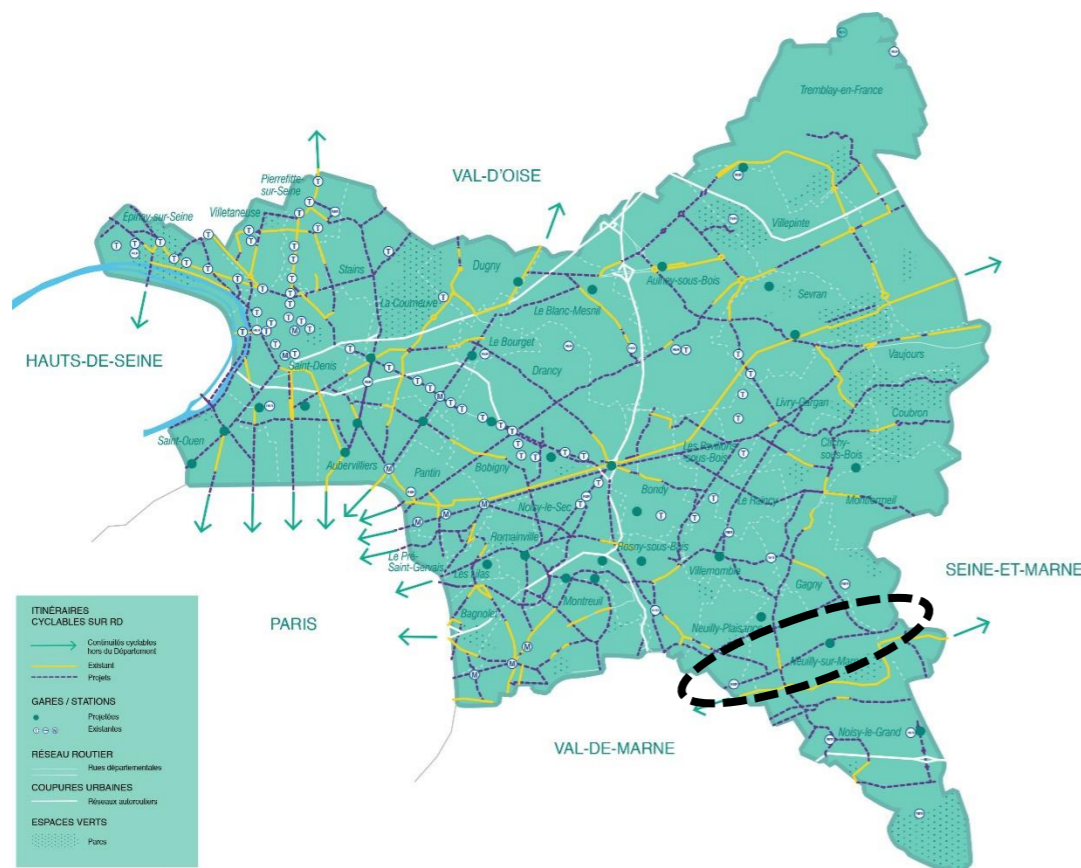 Tremblay-en-France
VAL-D'OISE
Pierrefitte-
sur-Seine
Villetaneuse
Épinay-sur-Seine
Villepinte
Stains
Dugny
Aulnay-sous-Bois
Sevran
La Courneuve
Le Blanc-Mesnil
Le Bourget
HAUTS-DE-SEINE
Saint-Denis
Drancy
Vaujours
Livry-Gargan
Coubron
Saint-Ouen
Clichy-
sous-Bois
Les Pavillons-
sous-Bois
Aubervilliers
Pantin
Bobigny
Bondy
Le Raincy
Montfermeil
Noisy-le-Sec
Romainville
Le Pré-
Saint-Gervais
Les Lilas
Rosny-sous-Bois
Villemomble
Gagny
SEINE-ET-MARNE
PARIS
Bagnolet
Montreuil
Neuilly-Plaisance
Neuilly-sur-Marne
VAL-DE-MARNE
Noisy-le-Grand
ITINÉRAIRES
CYCLABLES SUR RD
Continuités cyclables
hors du Département
Existant
Projets
GARES / STATIONS
Projetées
Existantes
RÉSEAU ROUTIER
Rues départementales
COUPURES URBAINES
Réseaux autoroutiers
ESPACES VERTS
Parcs